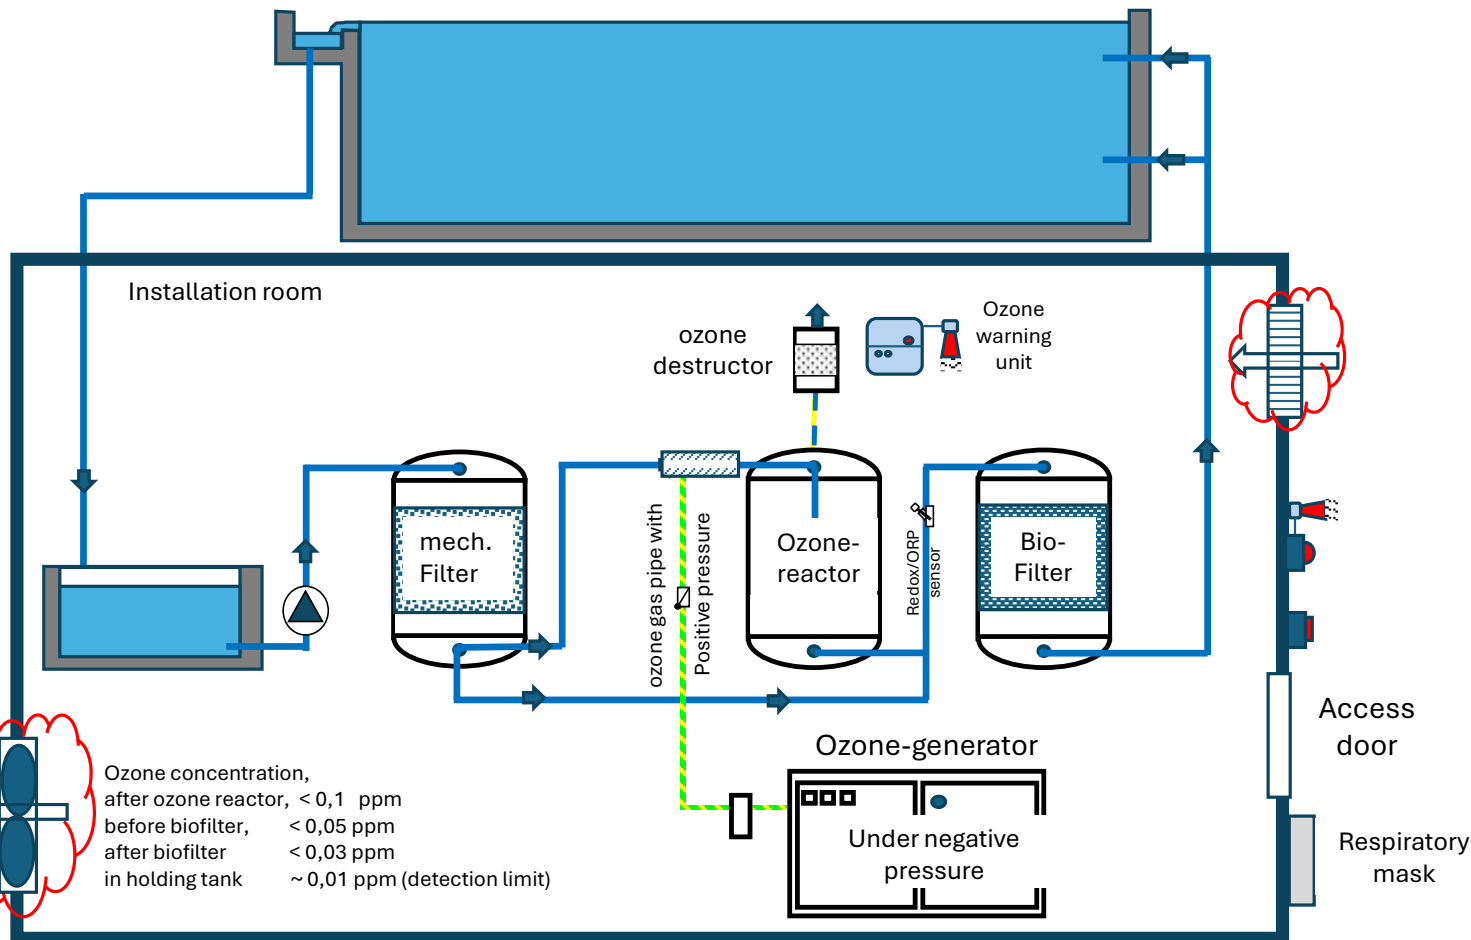 Installation room
ozone
destructor
Ozone
warning
unit
mech.
Filter
ozone gas pipe with
Positive pressure
Ozone-
reactor
Redox/ORP
sensor
Bio-
Filter
Access
door
Respiratory
mask
Ozone-generator
Under negative
pressure
Ozone concentration,
after ozone reactor, < 0,1 ppm
before biofilter, < 0,05 ppm
after biofilter < 0,03 ppm
in holding tank ~ 0,01 ppm (detection limit)